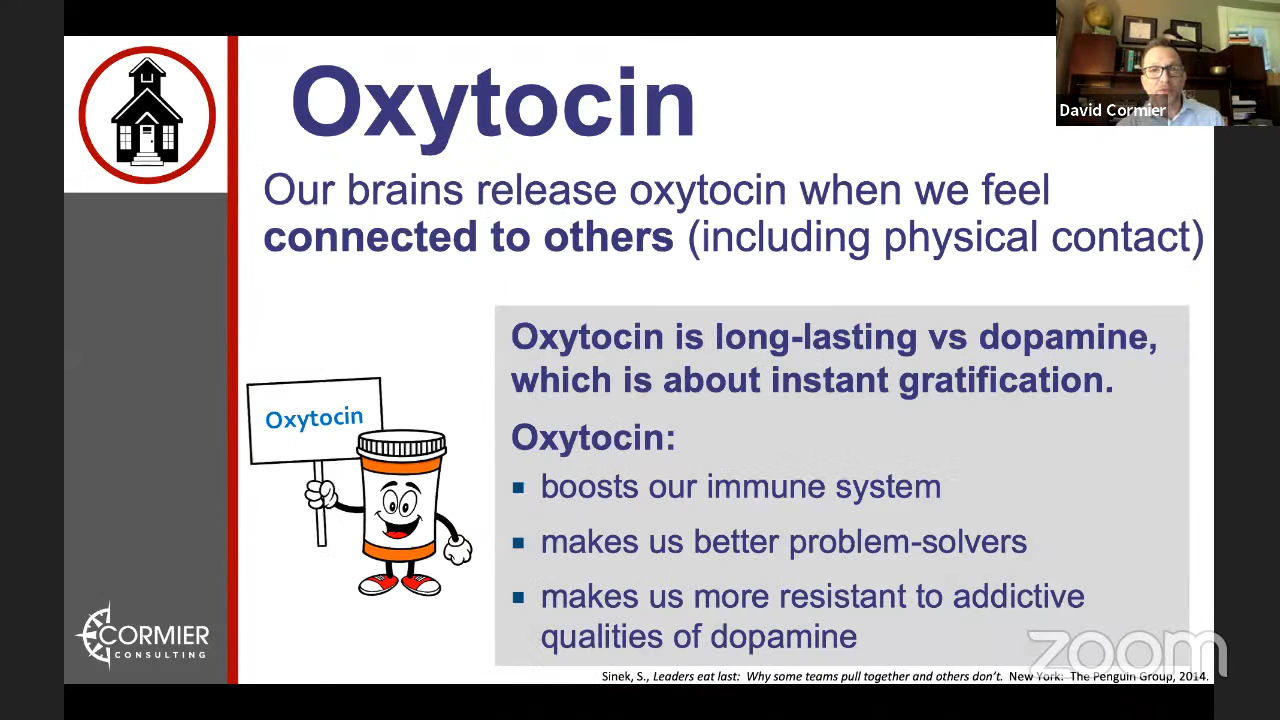 Oxytocin
David Cormier
Our brains release oxytocin when we feel
connected to others (including physical contact)
Oxytocin is long-lasting vs dopamine,
which is about instant gratification.
Oxytocin
Oxytocin:
▪ boosts our immune system
▪ makes us better problem-solvers
▪ makes us more resistant to addictive
qualities of dopamine
CORMIER
CONSULTING
zoom
Sinek, S., Leaders eat last: Why some teams pull together and others don't. New York: The Penguin Group, 2014.